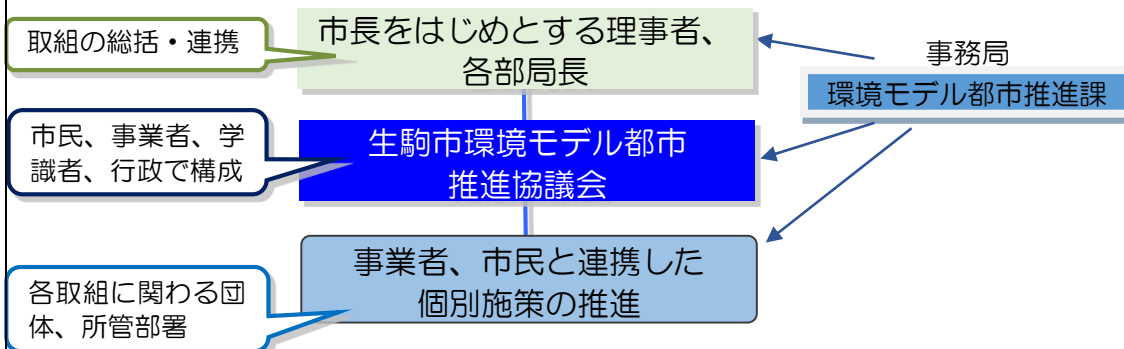 取組の総括・連携
市長をはじめとする理事者、
各部局長
事務局
環境モデル都市推進課
市民、事業者、学
識者、行政で構成
生駒市環境モデル都市
推進協議会
各取組に関わる団
体、所管部署
事業者、市民と連携した
個別施策の推進